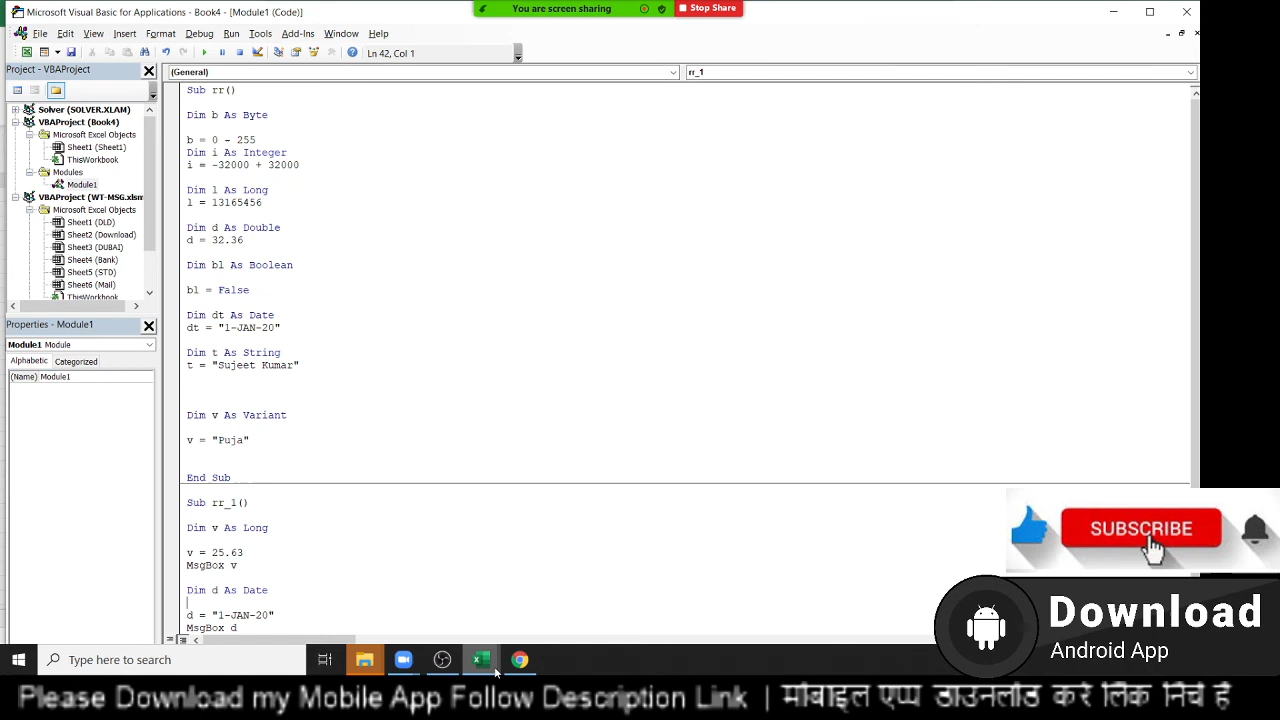 Microsoft Visual Basic for Applications - Book4 - [Module1 (Code)]
You are screen sharing
Stop Share
File Edit View Insert Format Debug Run Tools Add-Ins Window Help
Ln 42, Col 1
Project - VBAProject
(General)
rr_1
Solver (SOLVER.XLAM)
VBAProject (Book4)
Microsoft Excel Objects
Sheet1 (Sheet1)
ThisWorkbook
Modules
Module1
VBAProject (WT-MSG.xlsm
Microsoft Excel Objects
Sheet1 (DLD)
Sheet2 (Download)
Sheet3 (DUBAI)
Sheet4 (Bank)
Sheet5 (STD)
Sheet6 (Mail)
ThisWorkbook
Properties - Module1
Module1 Module
Alphabetic Categorized
(Name) Module1
Sub rr()
Dim b As Byte
b = 0 - 255
Dim i As Integer
i = -32000 + 32000
Dim l As Long
l = 13165456
Dim d As Double
d = 32.36
Dim bl As Boolean
bl = False
Dim dt As Date
dt = "1-JAN-20"
Dim t As String
t = "Sujeet Kumar"
Dim v As Variant
v = "Puja"
End Sub
Sub rr_1()
Dim v As Long
v = 25.63
MsgBox v
Dim d As Date
d = "1-JAN-20"
MsgBox d
SUBSCRIBE
Download
Android App
Type here to search
Please Download my Mobile App Follow Description Link | मोबाइल एप्प डाउनलोड करे लिंक निचे है